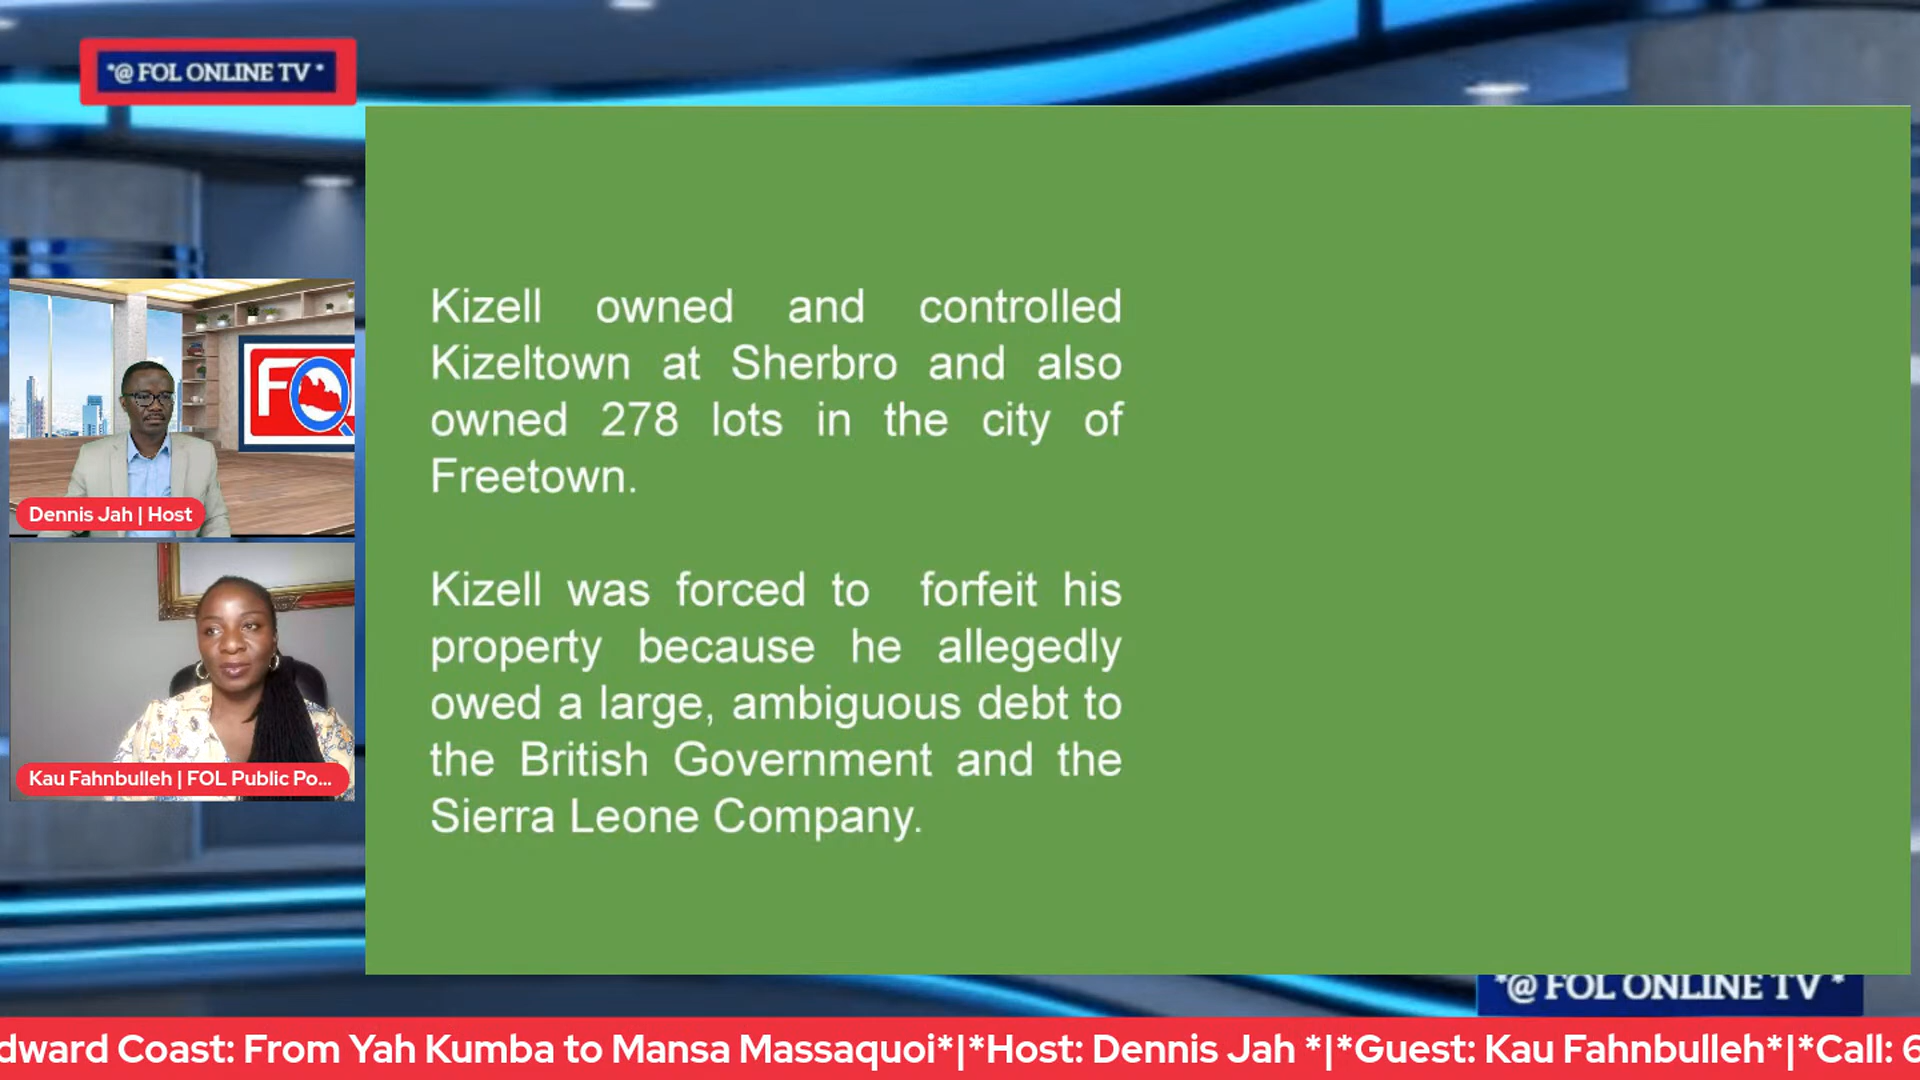 *@ FOL ONLINE TV *
Kizell owned and controlled
Kizeltown at Sherbro and also
owned 278 lots in the city of
Freetown.
Kizell was forced to forfeit his
property because he allegedly
owed a large, ambiguous debt to
the British Government and the
Sierra Leone Company.
Dennis Jah | Host
Kau Fahnbulleh | FOL Public Po...
*@ FOL ONLINE TV *
dward Coast: From Yah Kumba to Mansa Massaquoi*|*Host: Dennis Jah *|*Guest: Kau Fahnbulleh*|*Call: 6